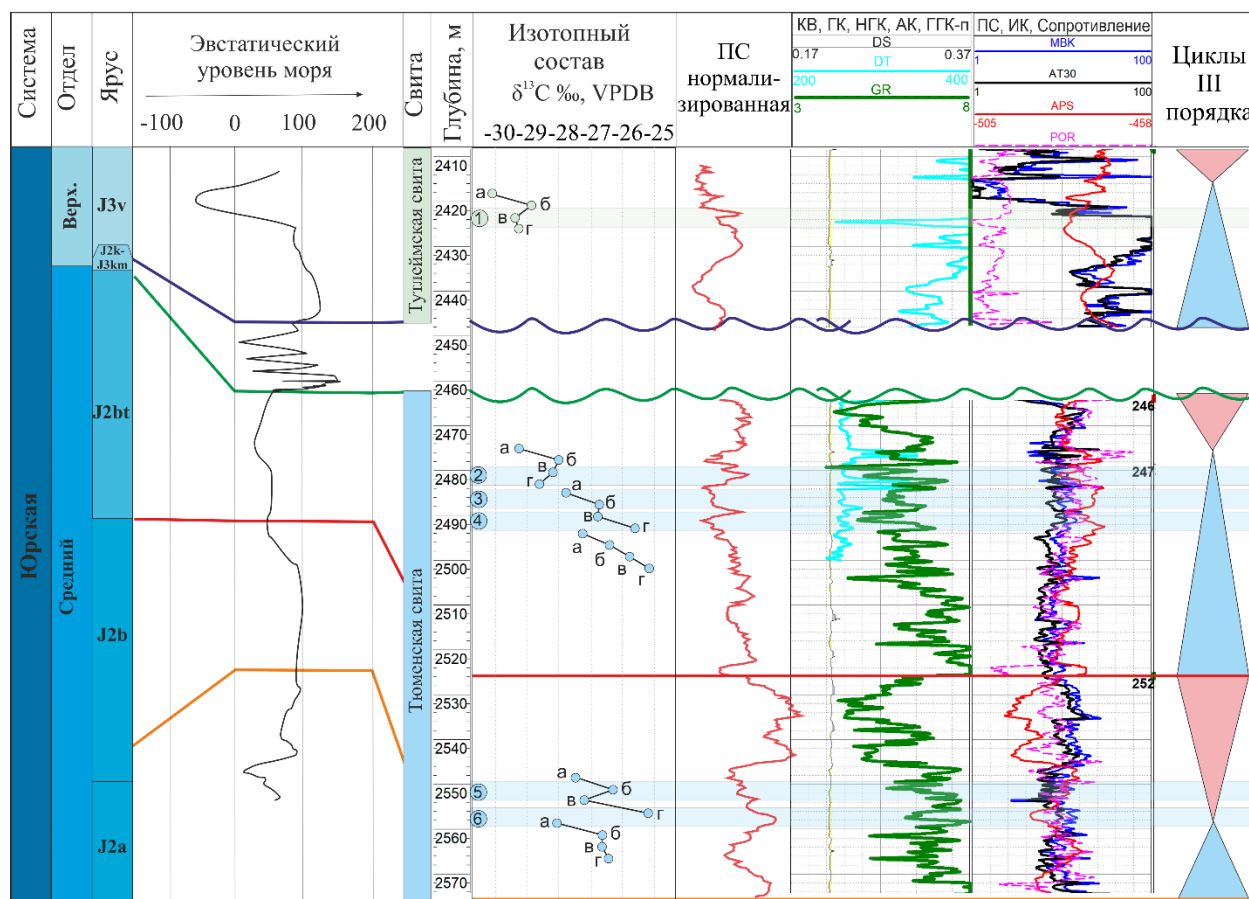 Система
Отдел
Ярус
Эвстатический
уровень моря
-100 0 100 200
Свита
Глубина, м
Изотопный
состав
δ¹³C ‰, VPDB
-30-29-28-27-26-25
ПС
нормали-
зированная
КВ, ГК, НГК, АК, ГГК-п
DS
0.17 0.37
DT
200 400
GR
3 8
ПС, ИК, Сопротивление
МВК
1 100
AT30
1 100
APS
-505 -458
POR
Циклы
III
порядка
Юрская
Верх.
Средний
J3v
J2k-
J3km
J2bt
J2b
J2a
Тутлеймская свита
Тюменская свита
2410
2420
2430
2440
2450
2460
2470
2480
2490
2500
2510
2520
2530
2540
2550
2560
2570
а
б
1
в
г
а
б
в
2
г
а
3
б
4
в
г
а
б
в
г
а
5
б
в
г
6
а
б
в
г
246
247
252